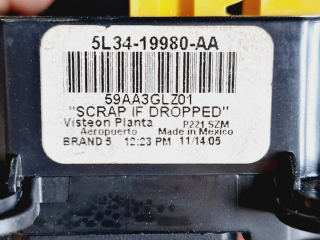 5L34-19980-AA
59AA3GLZ01
"SCRAP IF DROPPED"
Visteon Planta P221 SZM
Aeropuerto Made in Mexico
BRAND 5 12:23 PM 11/14/05